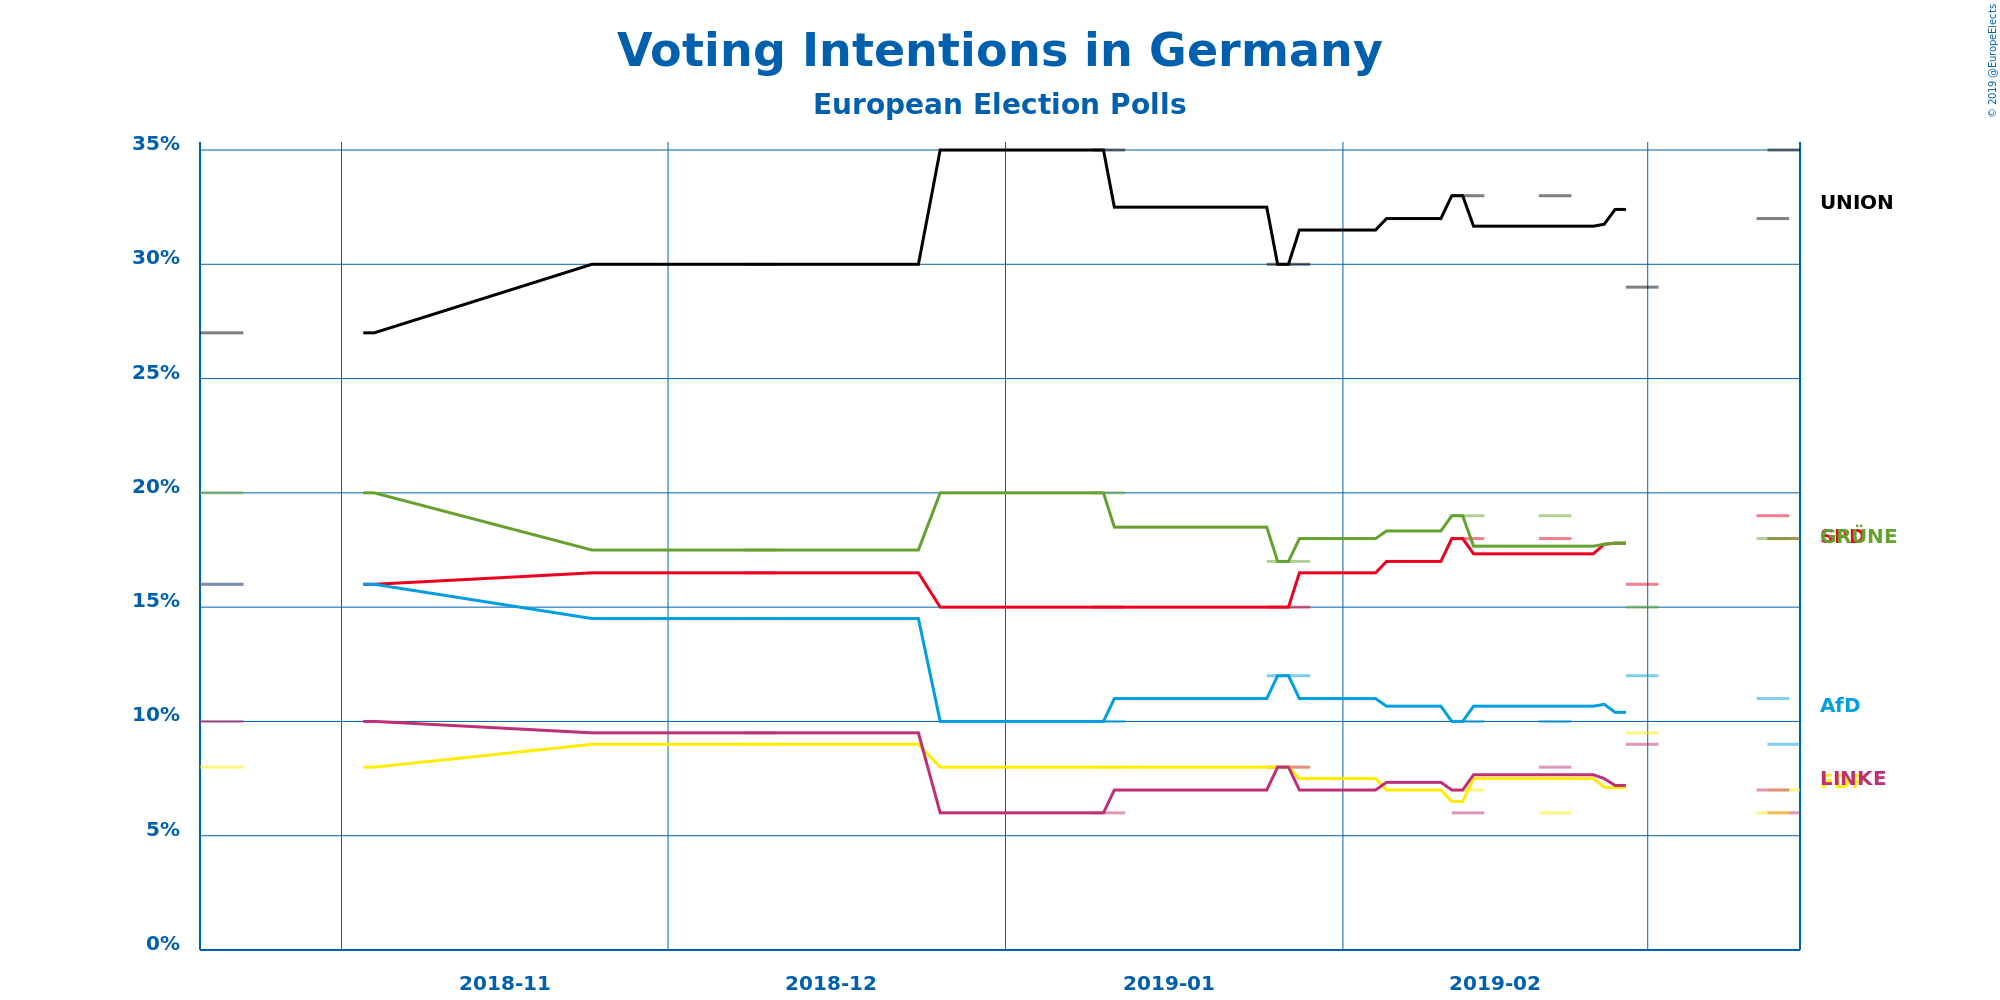 Voting Intentions in Germany
European Election Polls
© 2019 @EuropeElects
35%
30%
25%
20%
15%
10%
5%
0%
UNION
SPD
GRÜNE
AfD
FDP
LINKE
2018-11
2018-12
2019-01
2019-02